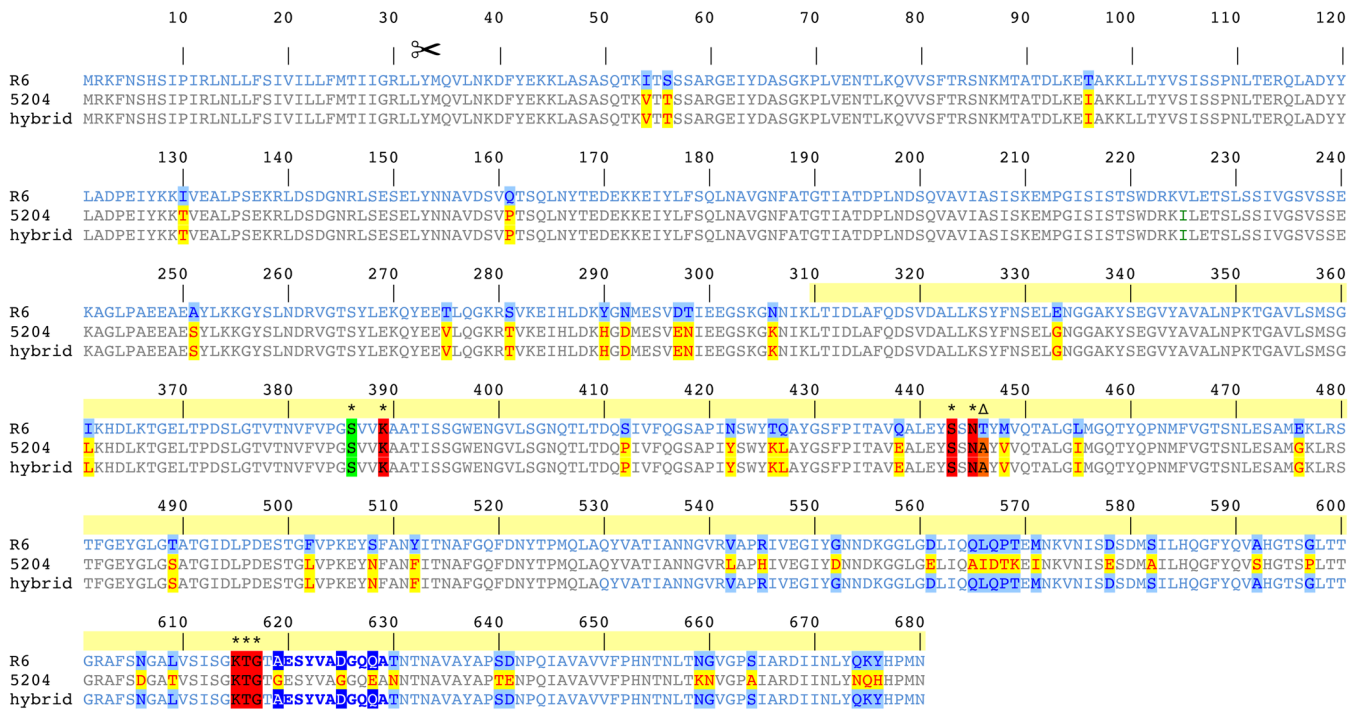 10 20 30 40 50 60 70 80 90 100 110 120
R6 MRKFNSHSIPIRLNLLFSIVILLFMTIIGRLLYMQVLNKDFYEKKLASASQTKITSSSARGEIYDASGKPLVENTLKQVVSFTRSNKMTATDLKETAKKLLTYVSISSPNLTERQLADYY
5204 MRKFNSHSIPIRLNLLFSIVILLFMTIIGRLLYMQVLNKDFYEKKLASASQTKVTTSSARGEIYDASGKPLVENTLKQVVSFTRSNKMTATDLKEIAKKLLTYVSISSPNLTERQLADYY
hybrid MRKFNSHSIPIRLNLLFSIVILLFMTIIGRLLYMQVLNKDFYEKKLASASQTKVTTSSARGEIYDASGKPLVENTLKQVVSFTRSNKMTATDLKEIAKKLLTYVSISSPNLTERQLADYY
130 140 150 160 170 180 190 200 210 220 230 240
R6 LADPEIYKKIVEALPSEKRLDSDGNRLSESELYNNAVDSVQTSQLNYTEDEKKEIYLFSQLNAVGNFATGTIATDPLNDSQVAVIASISKEMPGISISTSWDRKVLETSLSSIVGSVSSE
5204 LADPEIYKKTVEALPSEKRLDSDGNRLSESELYNNAVDSVPTSQLNYTEDEKKEIYLFSQLNAVGNFATGTIATDPLNDSQVAVIASISKEMPGISISTSWDRKILETSLSSIVGSVSSE
hybrid LADPEIYKKTVEALPSEKRLDSDGNRLSESELYNNAVDSVPTSQLNYTEDEKKEIYLFSQLNAVGNFATGTIATDPLNDSQVAVIASISKEMPGISISTSWDRKILETSLSSIVGSVSSE
250 260 270 280 290 300 310 320 330 340 350 360
R6 KAGLPAEEAEAYLKKGYSLNDRVGTSYLEKQYEETLQGKRSVKEIHLDKYGNMESVDTIEEGSKGNNIKLTIDLAFQDSVDALLKSYFNSELENGGAKYSEGVYAVALNPKTGAVLSMSG
5204 KAGLPAEEAESYLKKGYSLNDRVGTSYLEKQYEEVLQGKRTVKEIHLDKHGDMESVENIEEGSKGKNIKLTIDLAFQDSVDALLKSYFNSELGNGGAKYSEGVYAVALNPKTGAVLSMSG
hybrid KAGLPAEEAESYLKKGYSLNDRVGTSYLEKQYEEVLQGKRTVKEIHLDKHGDMESVENIEEGSKGKNIKLTIDLAFQDSVDALLKSYFNSELGNGGAKYSEGVYAVALNPKTGAVLSMSG
370 380 390 400 410 420 430 440 450 460 470 480
* * * *Δ
R6 IKHDLKTGELTPDSLGTVTNVFVPGSVVKAATISSGWENGVLSGNQTLTDQSIVFQGSAPINSWYTQAYGSFPITAVQALEYSSNTYMVQTALGLMGQTYQPNMFVGTSNLESAMEKLRS
5204 LKHDLKTGELTPDSLGTVTNVFVPGSVVKAATISSGWENGVLSGNQTLTDQPIVFQGSAPIYSWYKLAYGSFPITAVEALEYSSNAYVVQTALGIMGQTYQPNMFVGTSNLESAMGKLRS
hybrid LKHDLKTGELTPDSLGTVTNVFVPGSVVKAATISSGWENGVLSGNQTLTDQPIVFQGSAPIYSWYKLAYGSFPITAVEALEYSSNAYVVQTALGIMGQTYQPNMFVGTSNLESAMGKLRS
490 500 510 520 530 540 550 560 570 580 590 600
R6 TFGEYGLGTATGIDLPDESTGFVPKEYSFANYITNAFGQFDNYTPMQLAQYVATIANNGVRVAPRIVEGIYGNNDKGGLGDLIQQLQPTEMNKVNISDSDMSILHQGFYQVAHGTSGLTT
5204 TFGEYGLGSATGIDLPDESTGLVPKEYNFANFITNAFGQFDNYTPMQLAQYVATIANNGVRLAPHIVEGIYDNNDKGGLGELIQAIDTKEINKVNISESDMAILHQGFYQVSHGTSPLTT
hybrid TFGEYGLGSATGIDLPDESTGLVPKEYNFANFITNAFGQFDNYTPMQLAQYVATIANNGVRVAPRIVEGIYGNNDKGGLGDLIQQLQPTEMNKVNISDSDMSILHQGFYQVAHGTSGLTT
610 620 630 640 650 660 670 680
***
R6 GRAFSNGALVSISGKTGTAESYVADGQQATNTNAVAYAPSDNPQIAVAVVFPHNTNLTNGVGPSIARDIINLYQKYHPMN
5204 GRAFSDGATVSISGKTGTGESYVAGGQEANNTNAVAYAPTENPQIAVAVVFPHNTNLTKNVGPAIARDIINLYNQHHPMN
hybrid GRAFSNGALVSISGKTGTAESYVADGQQATNTNAVAYAPSDNPQIAVAVVFPHNTNLTNGVGPSIARDIINLYQKYHPMN